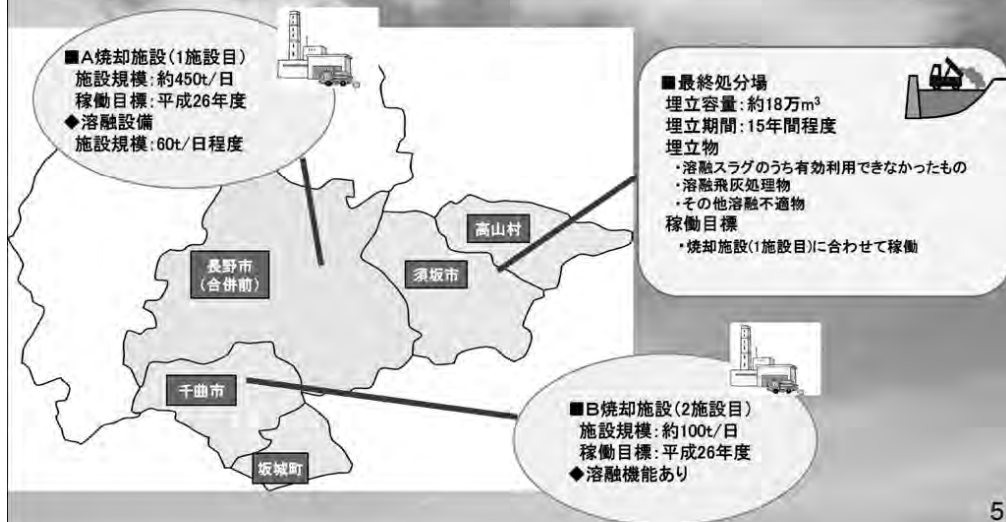 ■A焼却施設(1施設目)
施設規模:約450t/日
稼働目標:平成26年度
◆溶融設備
施設規模:60t/日程度
■最終処分場
埋立容量:約18万m³
埋立期間:15年間程度
埋立物
・溶融スラグのうち有効利用できなかったもの
・溶融飛灰処理物
・その他溶融不適物
稼働目標
・焼却施設(1施設目)に合わせて稼働
高山村
須坂市
長野市
(合併前)
千曲市
坂城町
■B焼却施設(2施設目)
施設規模:約100t/日
稼働目標:平成26年度
◆溶融機能あり
5